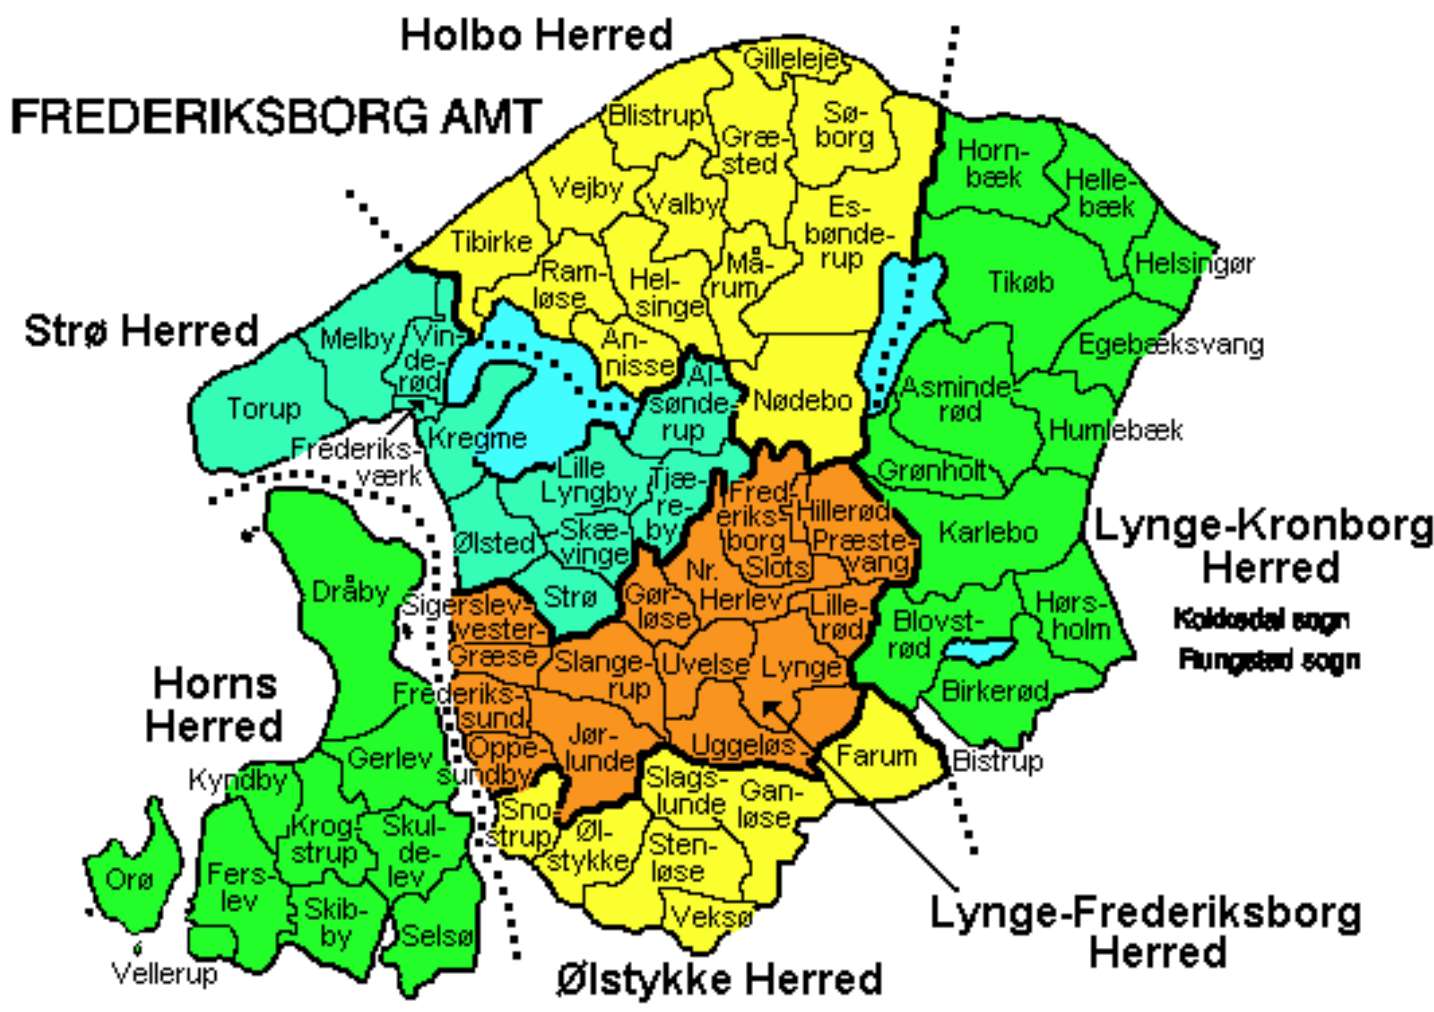 Holbo Herred
FREDERIKSBORG AMT
Gilleleje
Blistrup
Græ-
sted
Sø-
borg
Vejby
Valby
Es-
bønde-
rup
Tibirke
Ram-
løse
Hel-
singe
Må-
rum
An-
nisse
Nødebo
Horn-
bæk
Helle-
bæk
Helsingør
Tikøb
Egebæksvang
Asminde-
rød
Humlebæk
Grønholt
Karlebo
Lynge-Kronborg
Herred
Kokkedal sogn
Rungsted sogn
Blovst-
rød
Hørs-
holm
Birkerød
Bistrup
Strø Herred
Melby
Vin-
de-
rød
Torup
Frederiks-
værk
Kregme
Al-
sønde-
rup
Lille
Lyngby
Tjæ-
re-
by
Ølsted
Skæ-
vinge
Strø
Fred-
eriks-
borg
Slots
Hillerød
Præste-
vang
Nr.
Herlev
Gør-
løse
Lille-
rød
Sigerslev-
vester-
Græse
Slange-
rup
Uvelse
Lynge
Frederiks-
sund
Jør-
lunde
Uggeløs
Oppe-
sundby
Lynge-Frederiksborg
Herred
Horns
Herred
Dråby
Gerlev
Kyndby
Krog-
strup
Skul-
de-
lev
Orø
Fers-
lev
Skib-
by
Selsø
Vellerup
Farum
Slags-
lunde
Gan-
løse
Sno-
strup
Øl-
stykke
Sten-
løse
Veksø
Ølstykke Herred